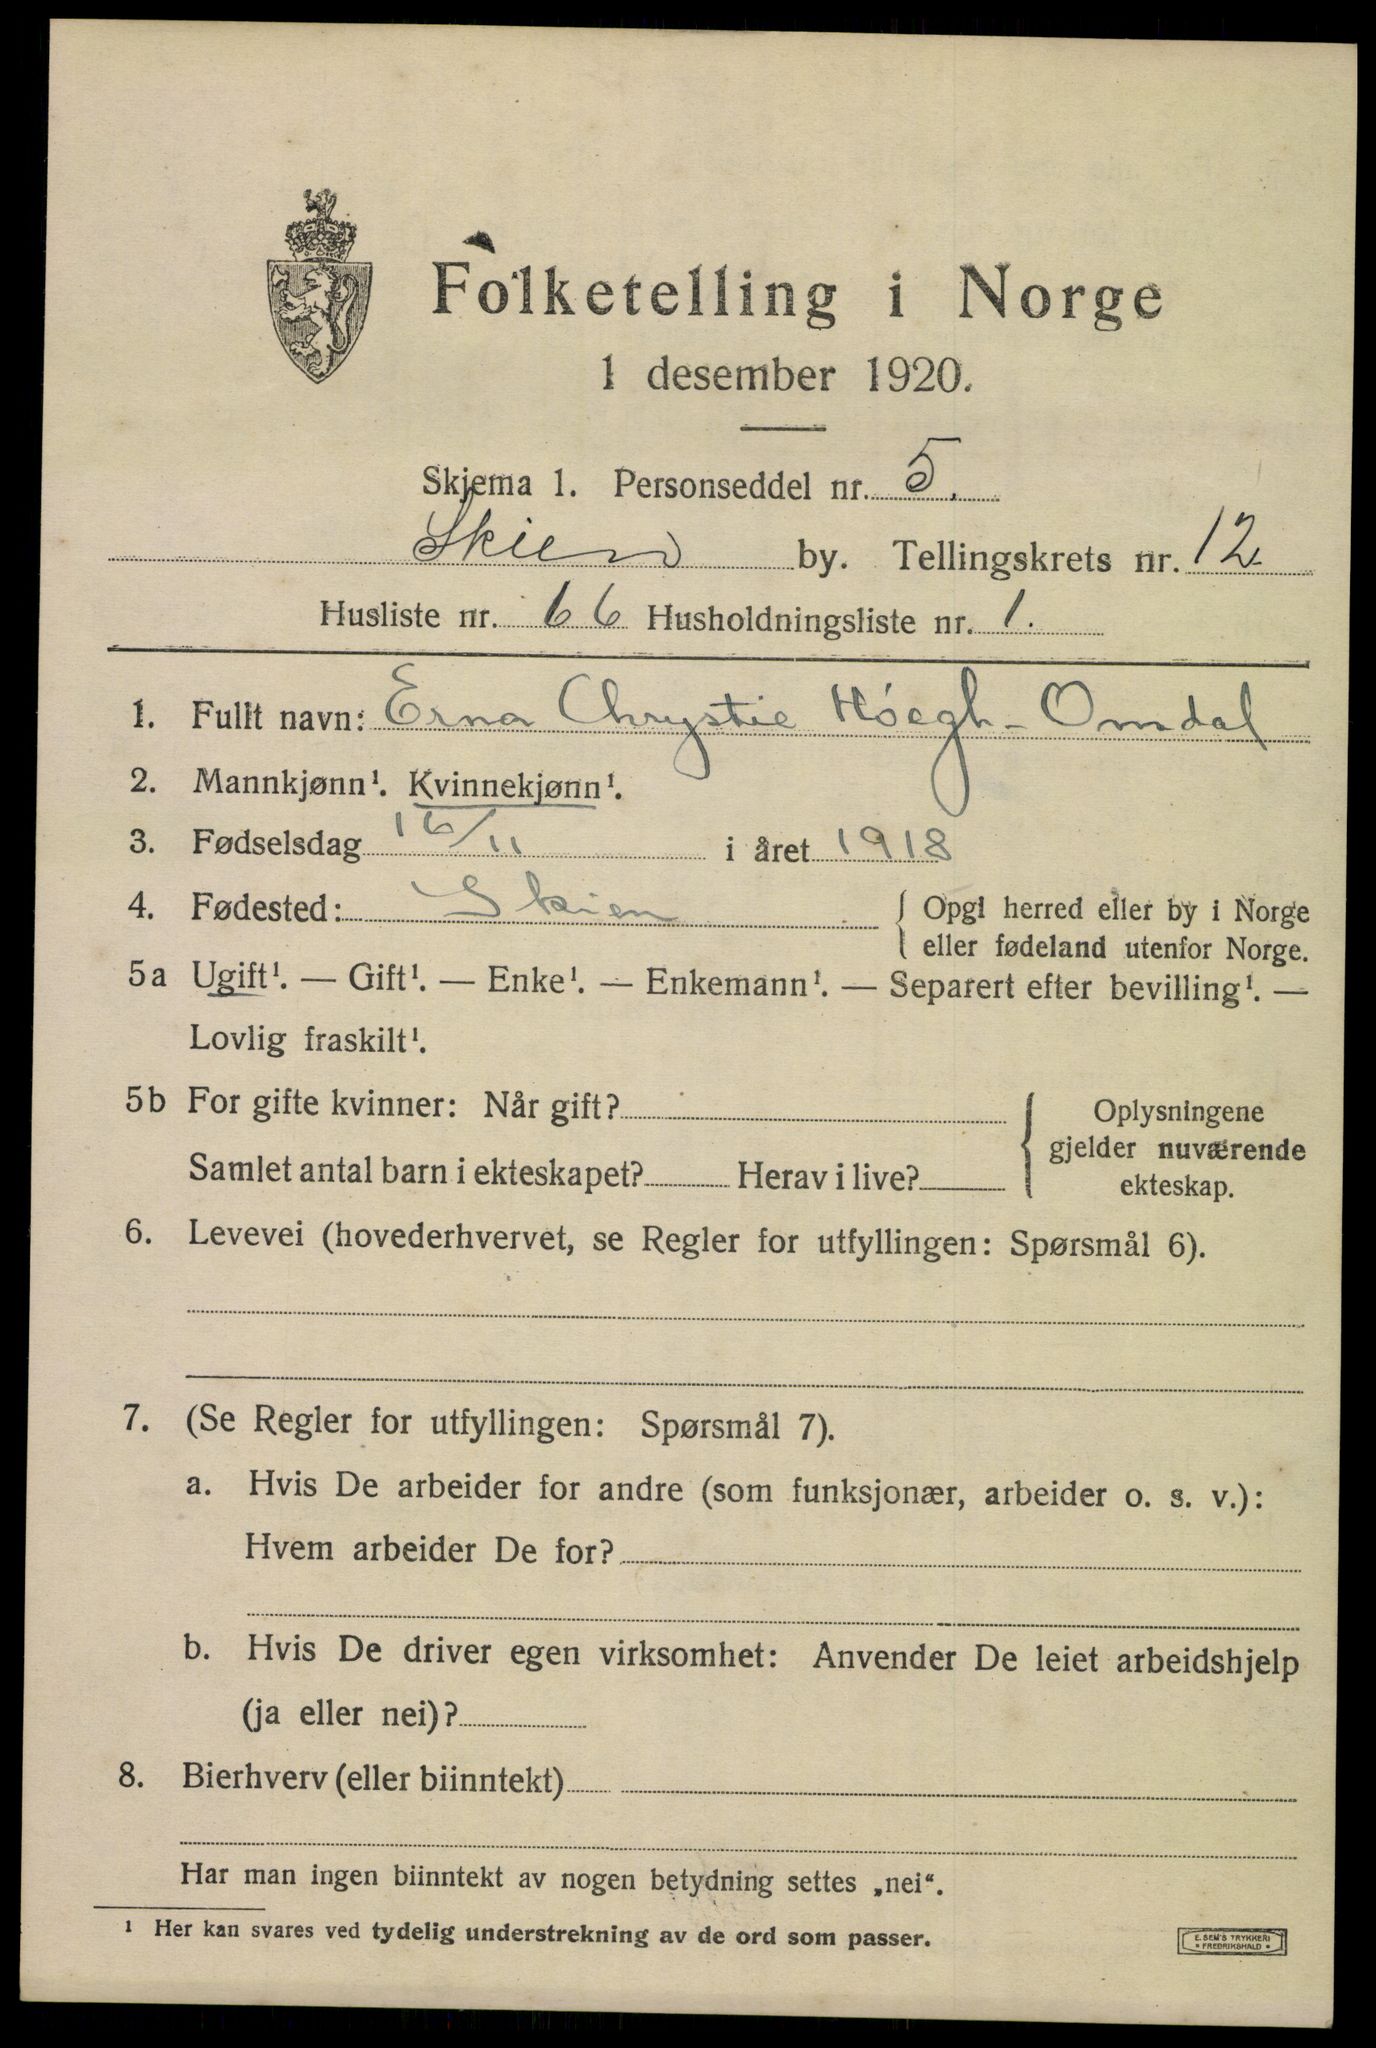 Folketelling i Norge
1 desember 1920.
Skjema 1. Personseddel nr. 5.
Skien by. Tellingskrets nr. 12
Husliste nr. 66 Husholdningsliste nr. 1.
1. Fullt navn: Erna Chrystie Höegh-Omdal
2. Mannkjønn¹. Kvinnekjønn¹.
3. Fødselsdag 16/11 i året 1918
4. Fødested: Skien { Opgi herred eller by i Norge
eller fødeland utenfor Norge.
5a Ugift¹. — Gift¹. — Enke¹. — Enkemann¹. — Separert efter bevilling¹. —
Lovlig fraskilt¹.
5b For gifte kvinner: Når gift? { Oplysningene
gjelder nuværende
Samlet antal barn i ekteskapet? Herav i live? ekteskap.
6. Levevei (hovederhvervet, se Regler for utfyllingen: Spørsmål 6).
7. (Se Regler for utfyllingen: Spørsmål 7).
a. Hvis De arbeider for andre (som funksjonær, arbeider o. s. v.):
Hvem arbeider De for?
b. Hvis De driver egen virksomhet: Anvender De leiet arbeidshjelp
(ja eller nei)?
8. Bierhverv (eller biinntekt)
Har man ingen biinntekt av nogen betydning settes „nei“.
¹ Her kan svares ved tydelig understrekning av de ord som passer.
E. SEM'S TRYKKERI
• FREDRIKSHALD •